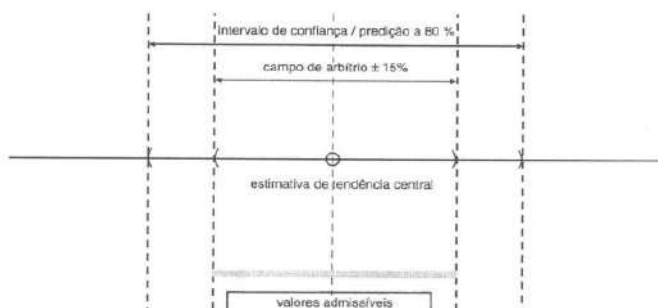 Intervalo de confiança / predição a 80 %
campo de arbítrio ± 15%
estimativa de tendência central
valores admissíveis